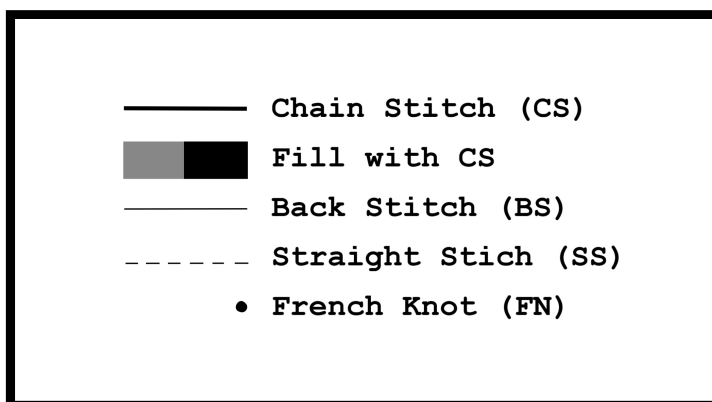 Chain Stitch (CS)
Fill with CS
Back Stitch (BS)
Straight Stich (SS)
French Knot (FN)